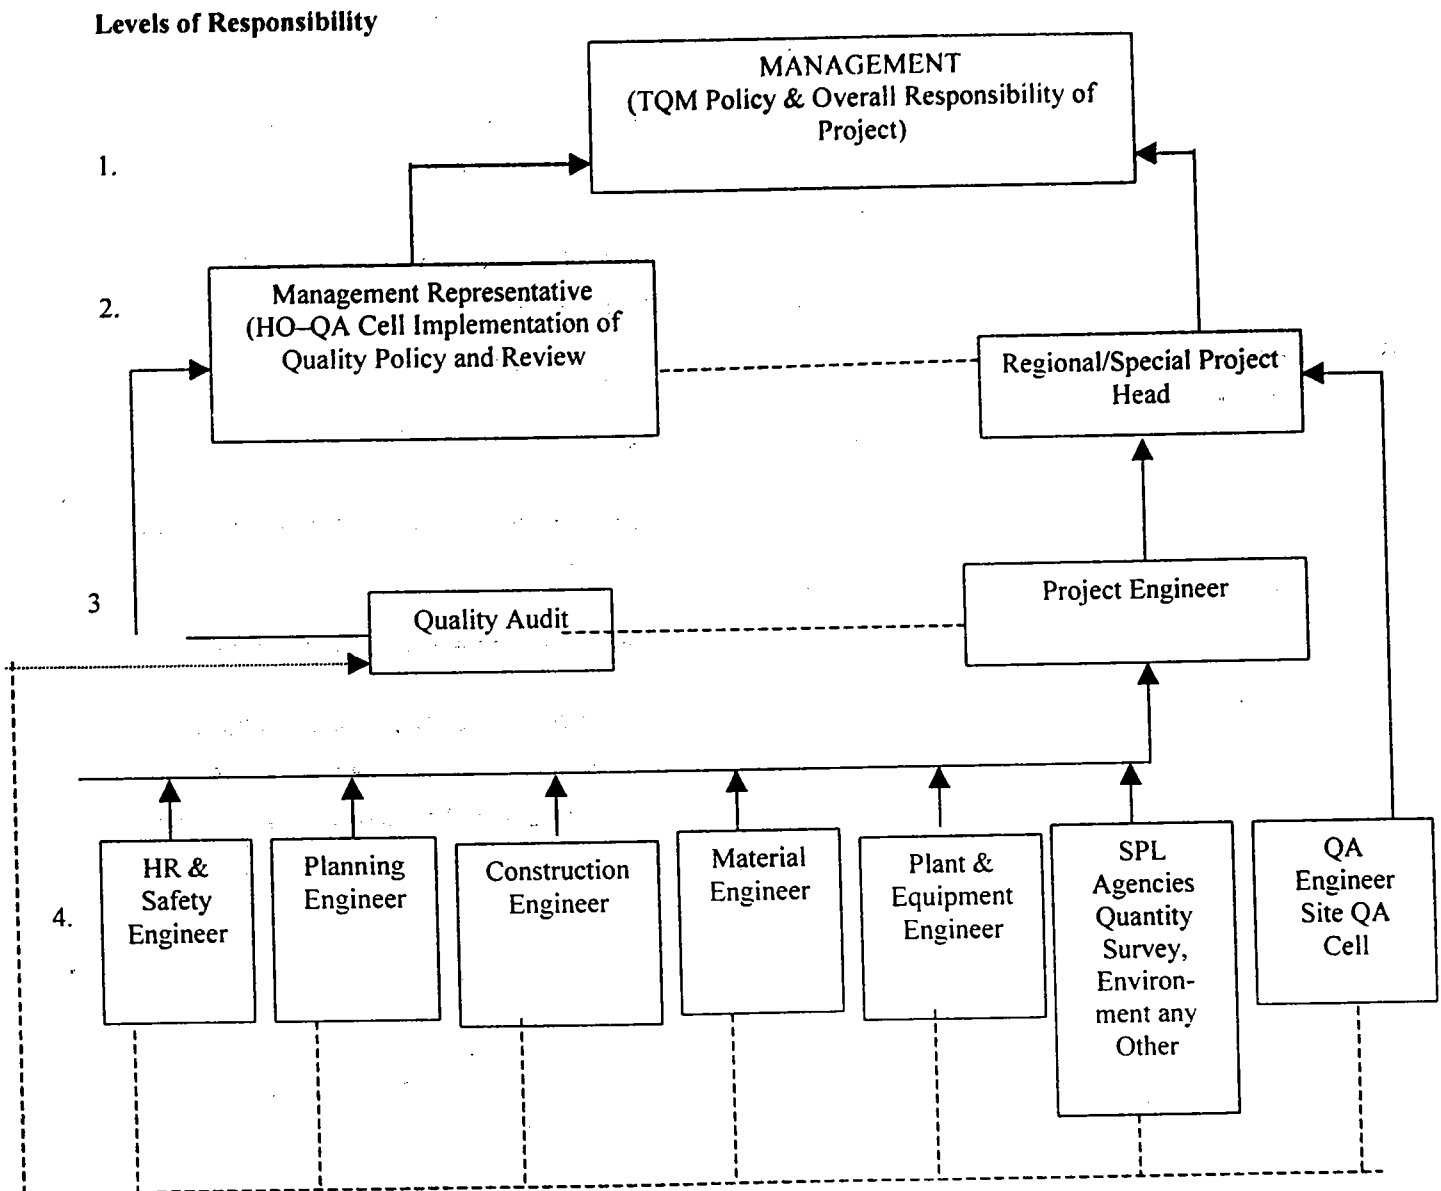 Levels of Responsibility
MANAGEMENT
(TQM Policy & Overall Responsibility of
Project)
1.
2.
Management Representative
(HO–QA Cell Implementation of
Quality Policy and Review
Regional/Special Project
Head
3
Quality Audit
Project Engineer
4.
HR &
Safety
Engineer
Planning
Engineer
Construction
Engineer
Material
Engineer
Plant &
Equipment
Engineer
SPL
Agencies
Quantity
Survey,
Environ-
ment any
Other
QA
Engineer
Site QA
Cell